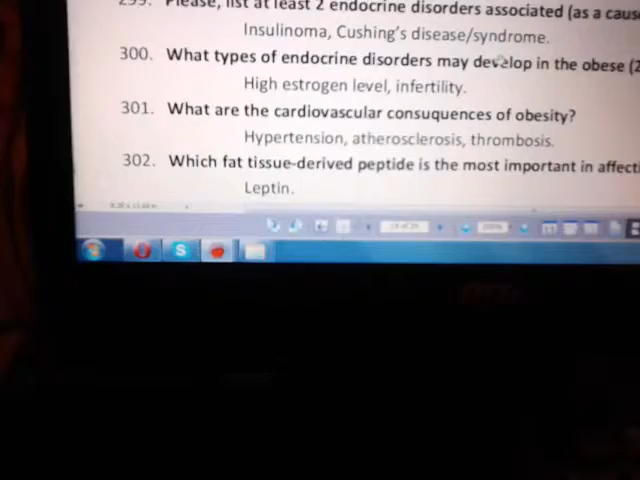 299. Please, list at least 2 endocrine disorders associated (as a cause
Insulinoma, Cushing's disease/syndrome.
300. What types of endocrine disorders may develop in the obese (2
High estrogen level, infertility.
301. What are the cardiovascular consuquences of obesity?
Hypertension, atherosclerosis, thrombosis.
302. Which fat tissue-derived peptide is the most important in affecti
Leptin.